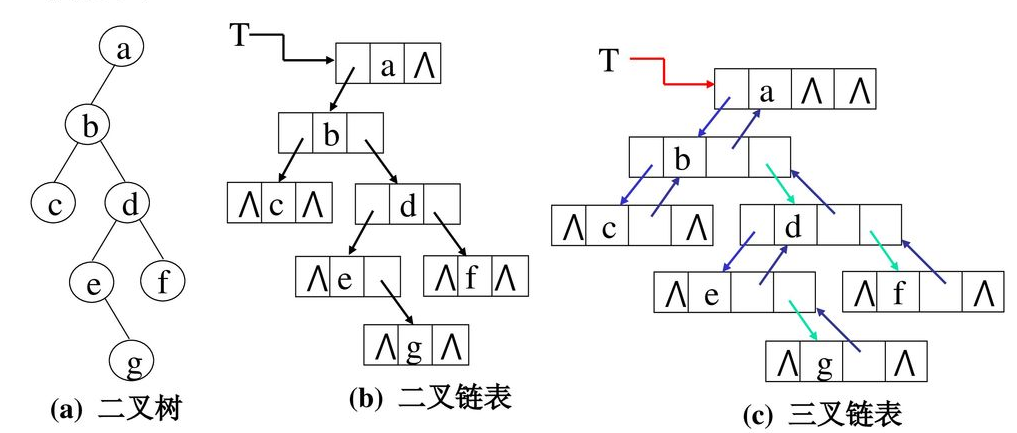 a
b
c d
e f
g
(a) 二叉树
T
a Λ
b
Λ c Λ
d
Λ e
Λ f Λ
Λ g Λ
(b) 二叉链表
T
a Λ Λ
b
Λ c Λ
d
Λ e
Λ f Λ
Λ g Λ
(c) 三叉链表